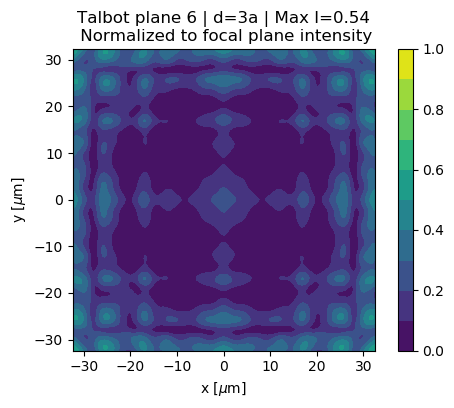 Talbot plane 6 | d=3a | Max I=0.54
Normalized to focal plane intensity
1.0
0.8
0.6
0.4
0.2
0.0
30
20
10
0
−10
−20
−30
y [μm]
−30 −20 −10 0 10 20 30
x [μm]